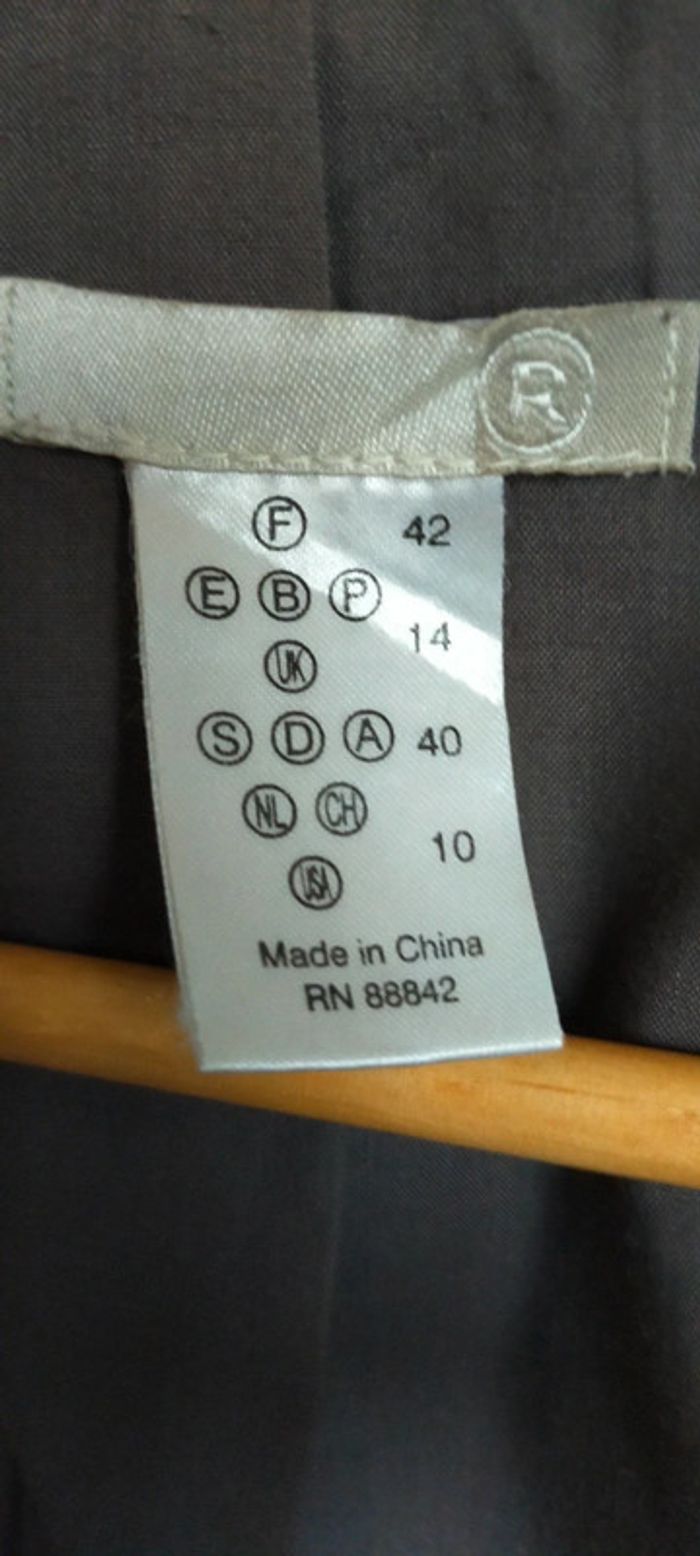 R
F 42
E B P
14
UK
S D A 40
NL CH
10
USA
Made in China
RN 88842